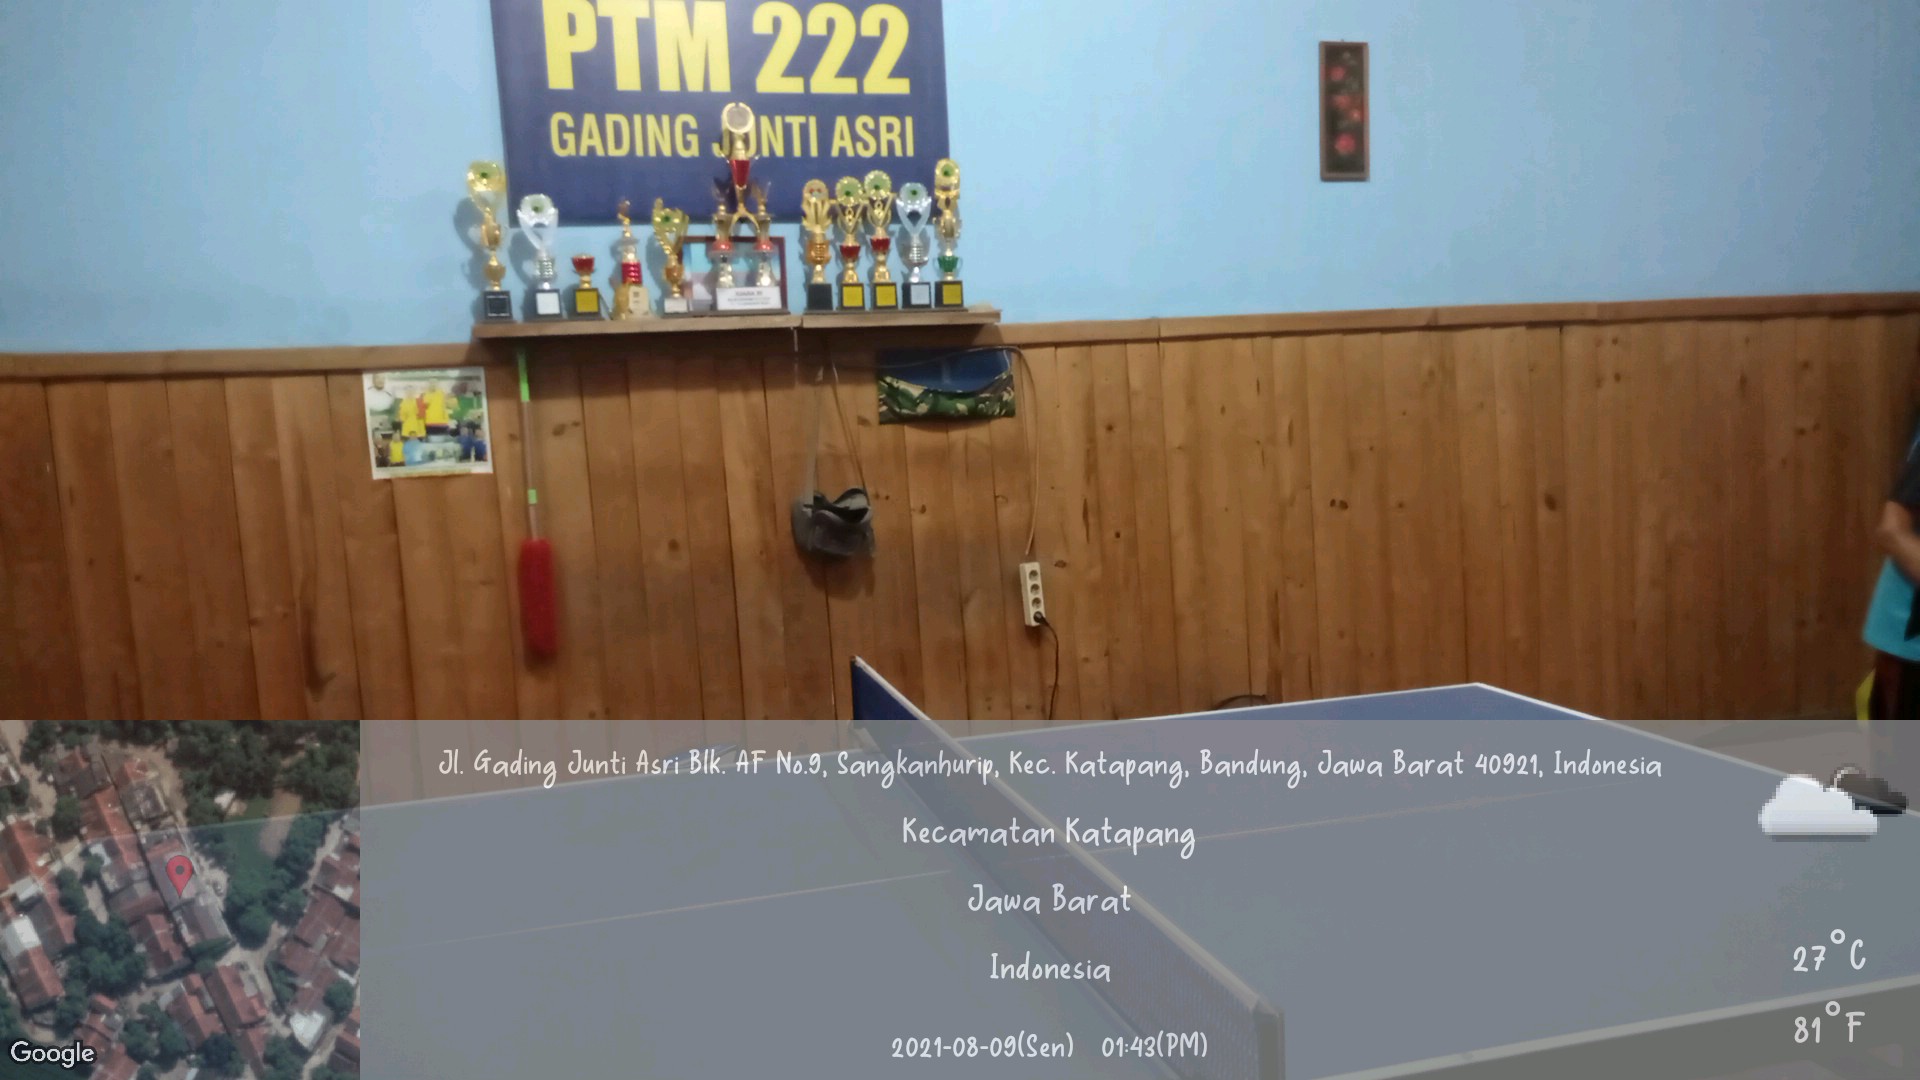 PTM 222
GADING JUNTI ASRI
Jl. Gading Junti Asri Blk. AF No.9, Sangkanhurip, Kec. Katapang, Bandung, Jawa Barat 40921, Indonesia
Kecamatan Katapang
Jawa Barat
Indonesia
2021-08-09(Sen) 01:43(PM)
27°C
81°F
Google